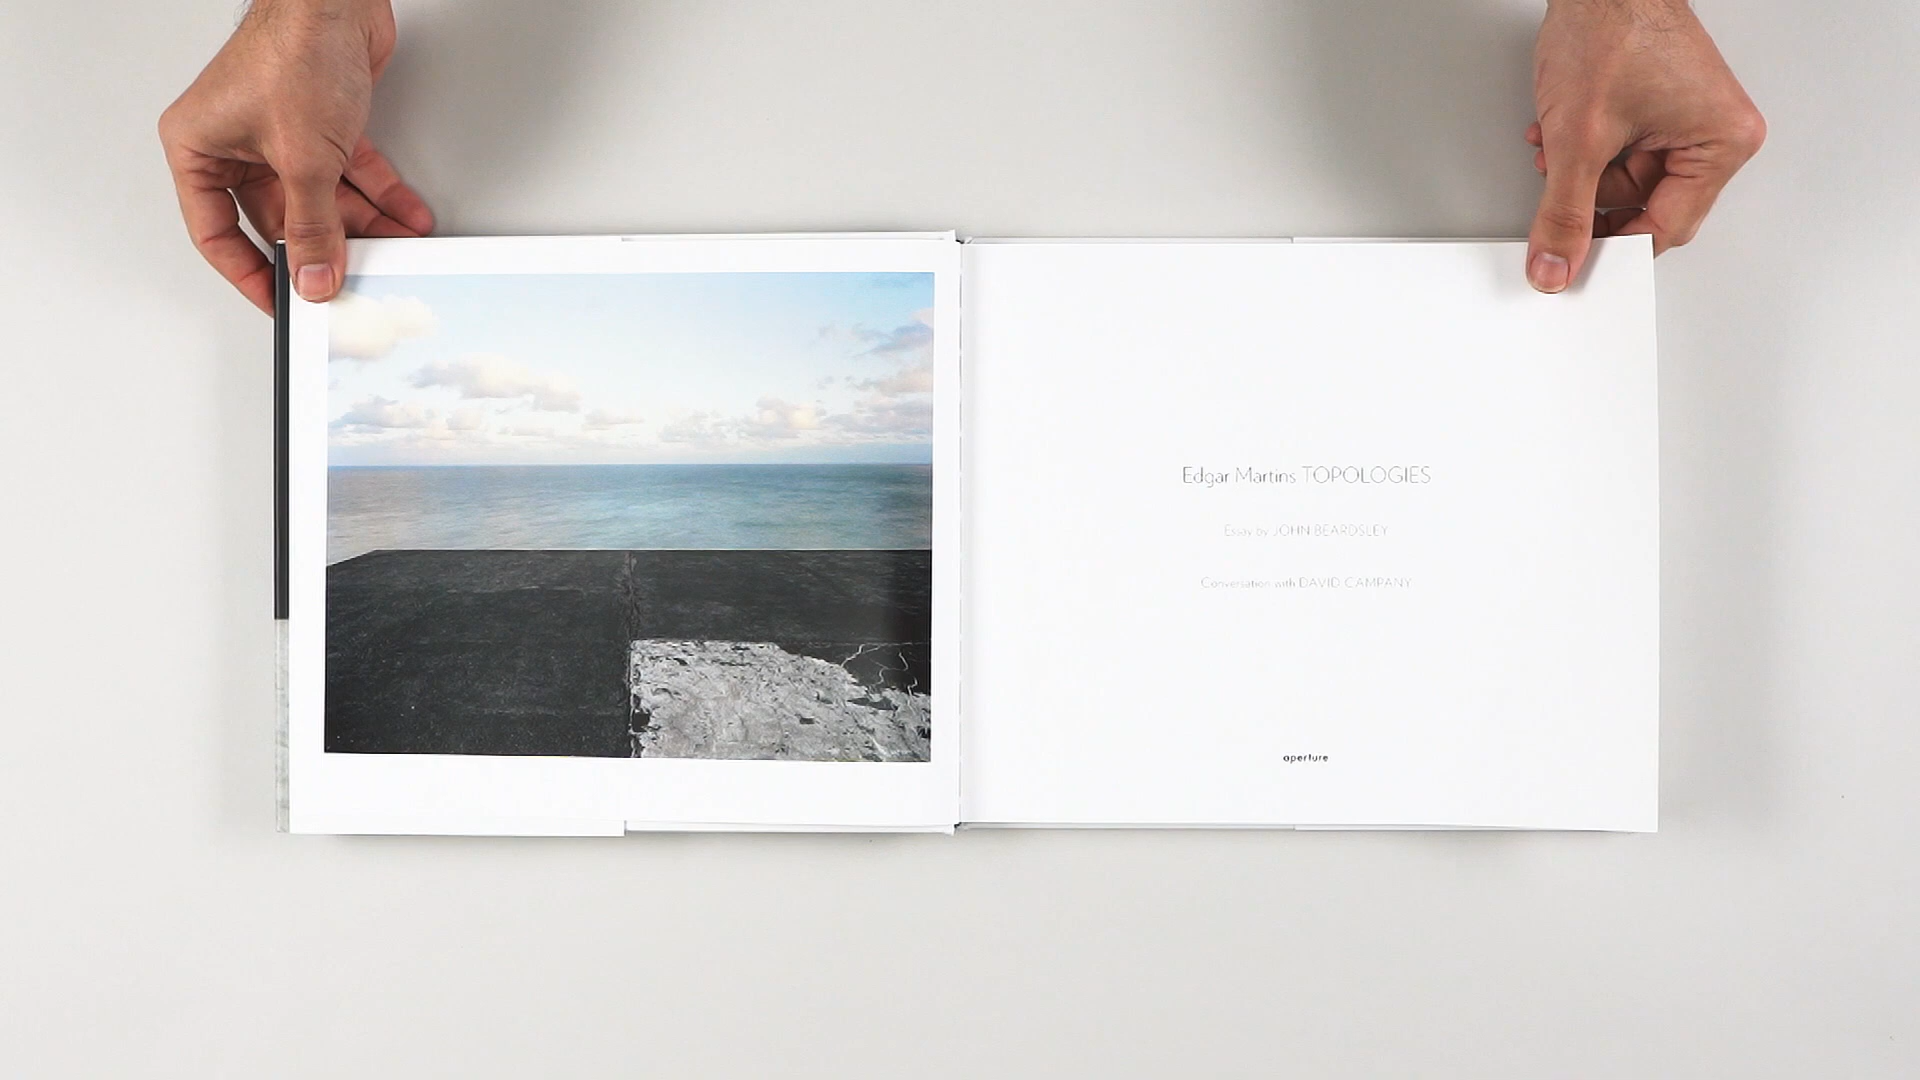 Edgar Martins TOPOLOGIES
Essay by JOHN BEARDSLEY
Conversation with DAVID CAMPANY
aperture